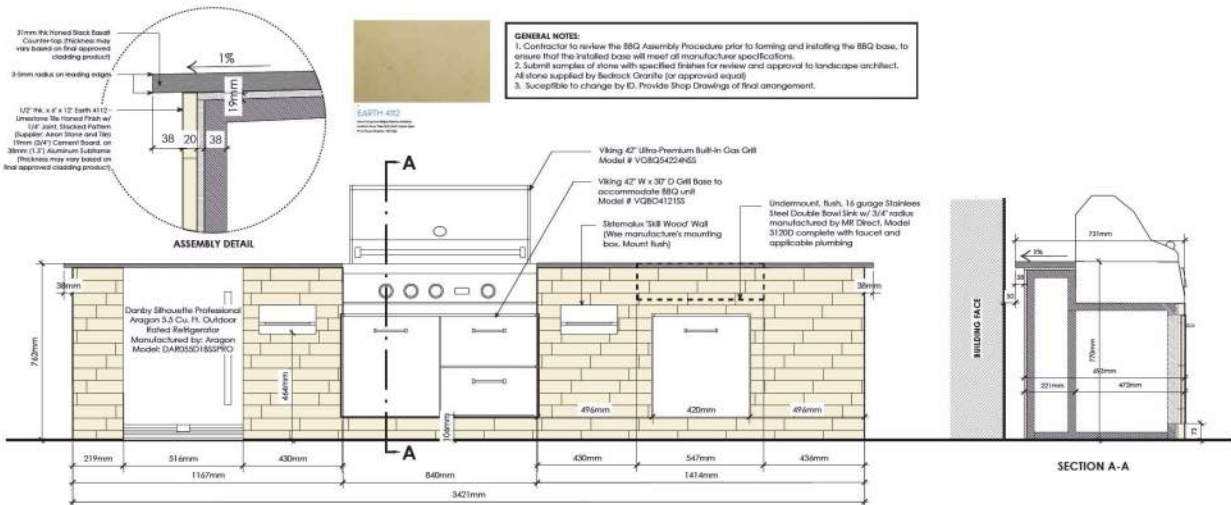 31mm thk Honed Black Basalt
Counter-top (Thickness may
vary based on final approved
cladding product)
3-5mm radius on leading edges
1/2" thk. x 6" x 12" Earth 4112 -
Limestone Tile Honed Finish w/
1/4" Joint, Stacked Pattern
(Supplier: Aeon Stone and Tile)
19mm (3/4") Cement Board, on
38mm (1.5") Aluminum Subframe
(Thickness may vary based on
final approved cladding product)
1%
19mm
38
20
38
ASSEMBLY DETAIL
EARTH 4112
GENERAL NOTES:
1. Contractor to review the BBQ Assembly Procedure prior to forming and installing the BBQ base, to
ensure that the installed base will meet all manufacturer specifications.
2. Submit samples of stone with specified finishes for review and approval to landscape architect.
All stone supplied by Bedrock Granite (or approved equal)
3. Suceptible to change by ID. Provide Shop Drawings of final arrangement.
A
Viking 42" Ultra-Premium Built-In Gas Grill
Model # VGBQ54224NSS
Viking 42" W x 30" D Grill Base to
accommodate BBQ unit
Model # VQBO4121SS
Sistemalux 'Skill Wood' Wall
(Wse manufacture's mounting
box. Mount flush)
Undermount, flush, 16 guage Stainless
Steel Double Bowl Sink w/ 3/4" radius
manufactured by MR Direct, Model
3120D complete with faucet and
applicable plumbing
38mm
38mm
762mm
Danby Silhouette Professional
Aragon 5.5 Cu. Ft. Outdoor
Rated Refrigerator
Manufactured by: Aragon
Model: DAR055D1BSSPRO
464mm
106mm
496mm
420mm
496mm
A
219mm
516mm
430mm
430mm
547mm
436mm
1167mm
840mm
1414mm
3421mm
BUILDING FACE
731mm
1%
38
50
770mm
692mm
221mm
472mm
75
SECTION A-A